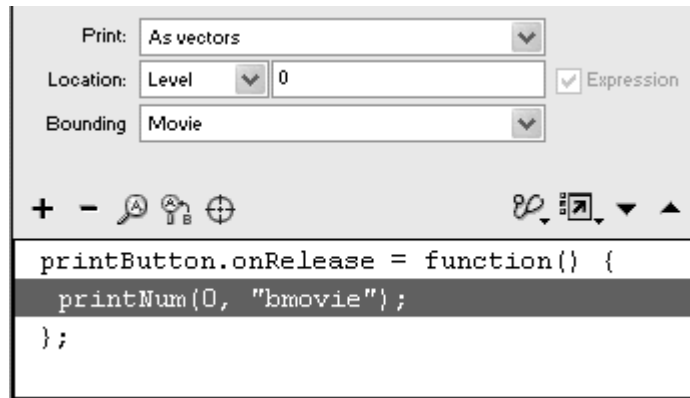 Print: As vectors
Location: Level 0 Expression
Bounding Movie
printButton.onRelease = function() {
printNum(0, "bmovie");
};